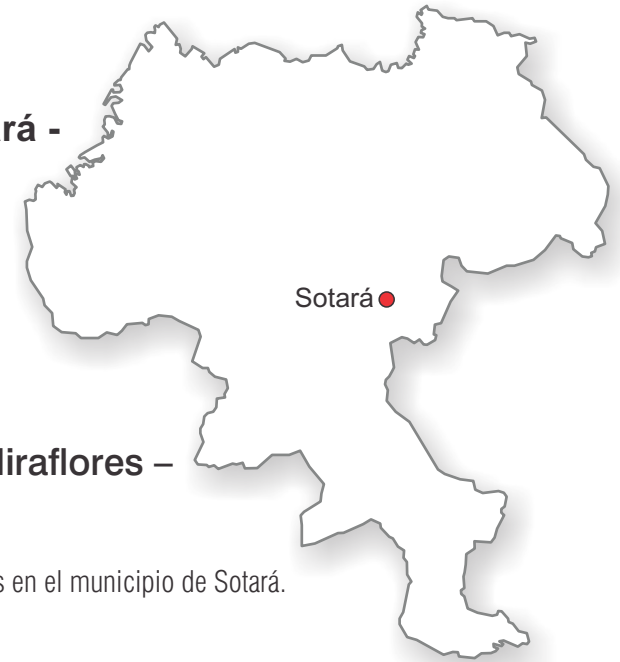 rá -
Sotará
iraflores –
s en el municipio de Sotará.